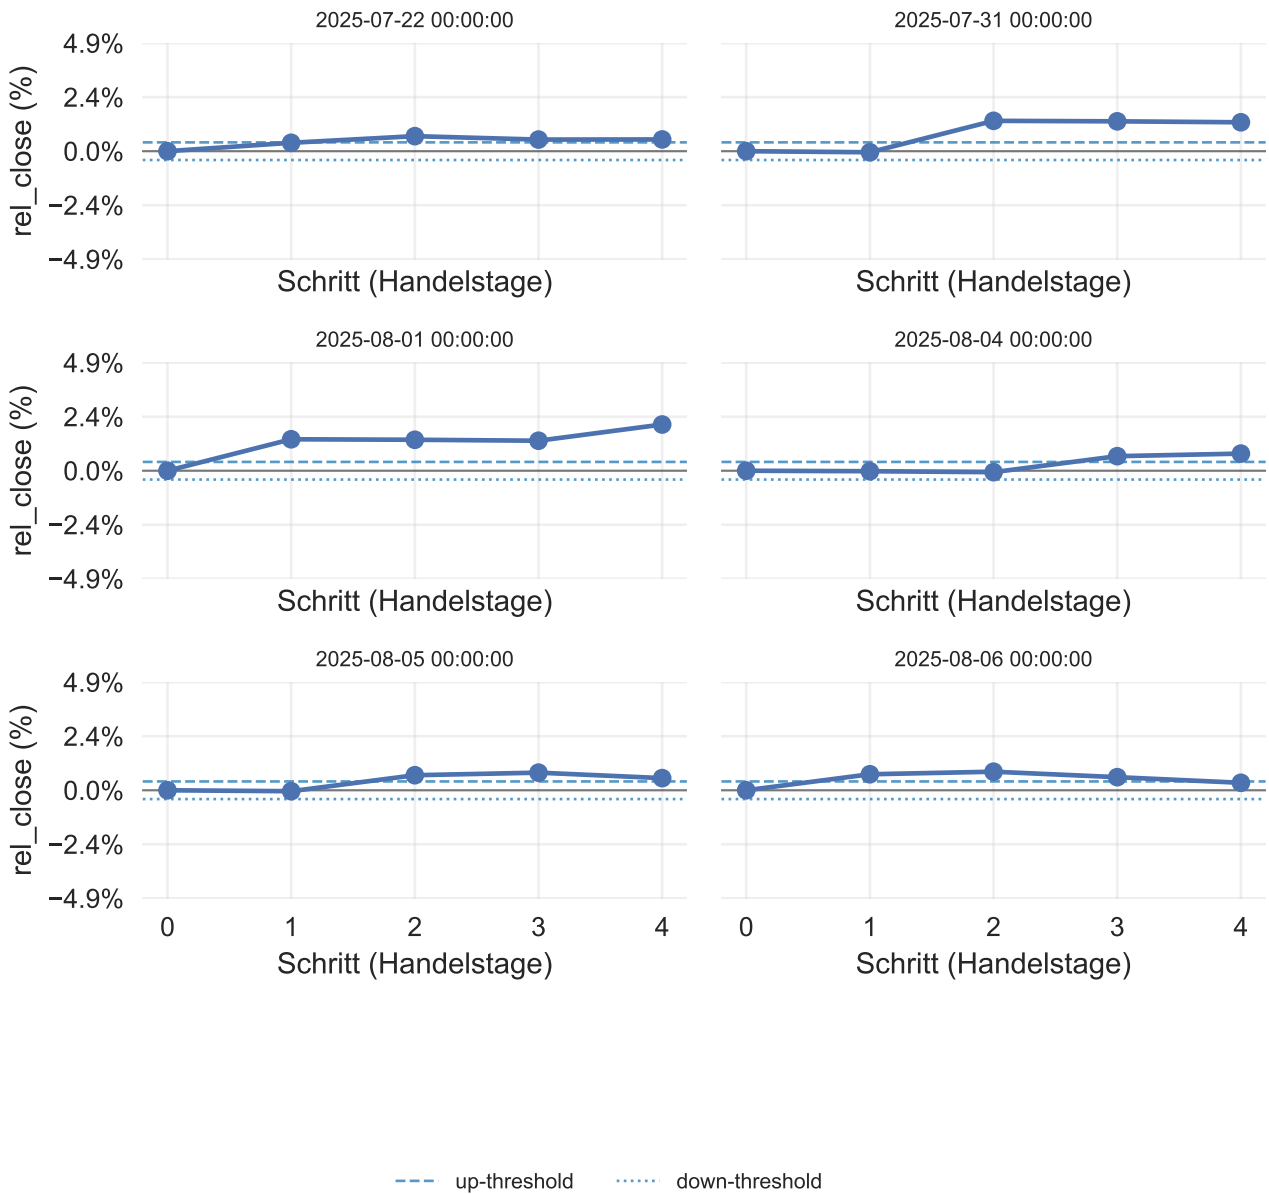 2025-07-22 00:00:00
2025-07-31 00:00:00
4.9%
2.4%
0.0%
−2.4%
−4.9%
rel_close (%)
Schritt (Handelstage)
Schritt (Handelstage)
2025-08-01 00:00:00
2025-08-04 00:00:00
4.9%
2.4%
0.0%
−2.4%
−4.9%
rel_close (%)
Schritt (Handelstage)
Schritt (Handelstage)
2025-08-05 00:00:00
2025-08-06 00:00:00
4.9%
2.4%
0.0%
−2.4%
−4.9%
rel_close (%)
0 1 2 3 4
0 1 2 3 4
Schritt (Handelstage)
Schritt (Handelstage)
up-threshold
down-threshold